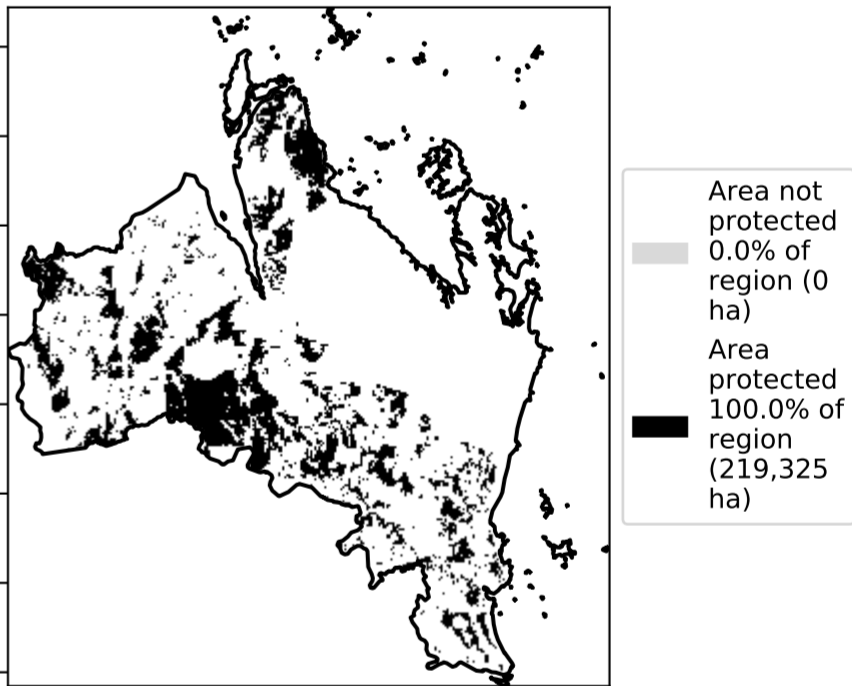 Area not
protected
0.0% of
region (0
ha)
Area
protected
100.0% of
region
(219,325
ha)